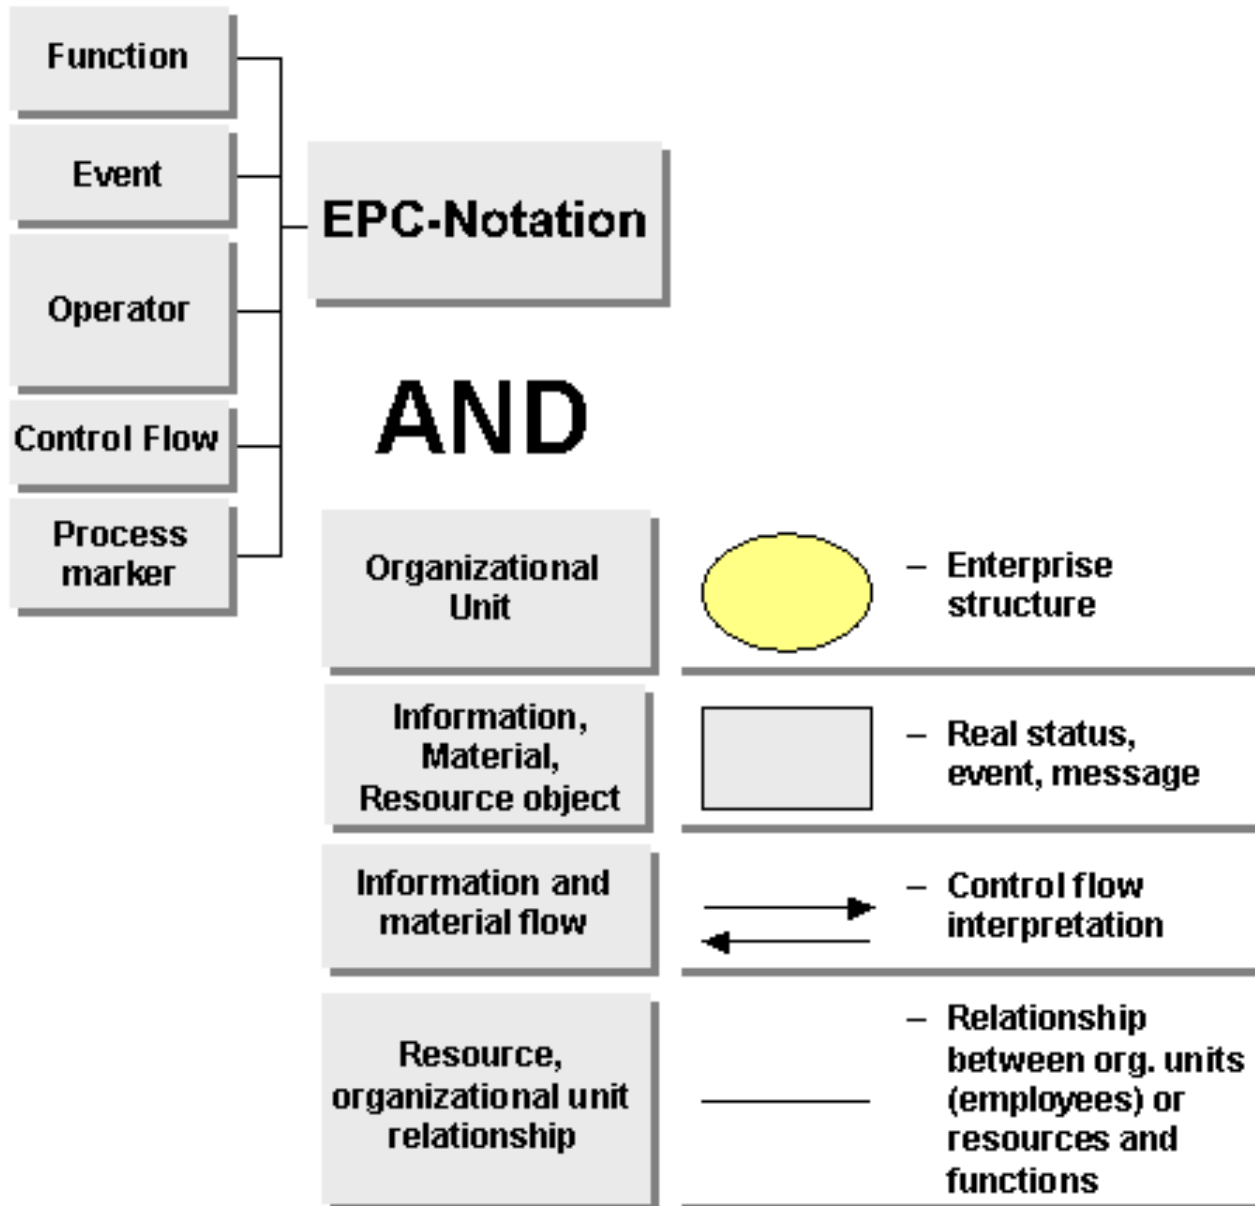 Function
Event
Operator
Control Flow
Process
marker
EPC-Notation
AND
Organizational
Unit
– Enterprise
structure
Information,
Material,
Resource object
– Real status,
event, message
Information and
material flow
– Control flow
interpretation
Resource,
organizational unit
relationship
– Relationship
between org. units
(employees) or
resources and
functions